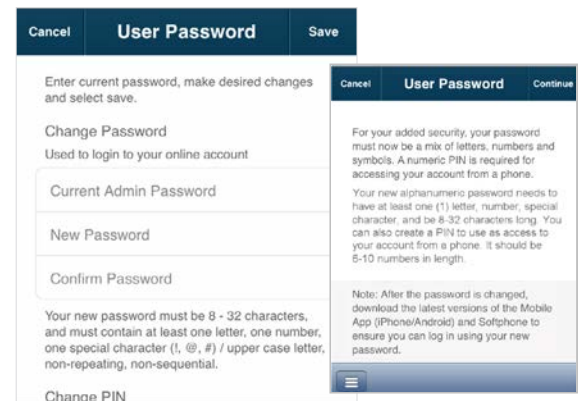 Cancel User Password Save
Enter current password, make desired changes
and select save.
Change Password
Used to login to your online account
Current Admin Password
New Password
Confirm Password
Your new password must be 8 - 32 characters,
and must contain at least one letter, one number,
one special character (!, @, #) / upper case letter,
non-repeating, non-sequential.
Change PIN
Cancel User Password Continue
For your added security, your password
must now be a mix of letters, numbers and
symbols. A numeric PIN is required for
accessing your account from a phone.
Your new alphanumeric password needs to
have at least one (1) letter, number, special
character, and be 8-32 characters long. You
can also create a PIN to use as access to
your account from a phone. It should be
6-10 numbers in length.
Note: After the password is changed,
download the latest versions of the Mobile
App (iPhone/Android) and Softphone to
ensure you can log in using your new
password.